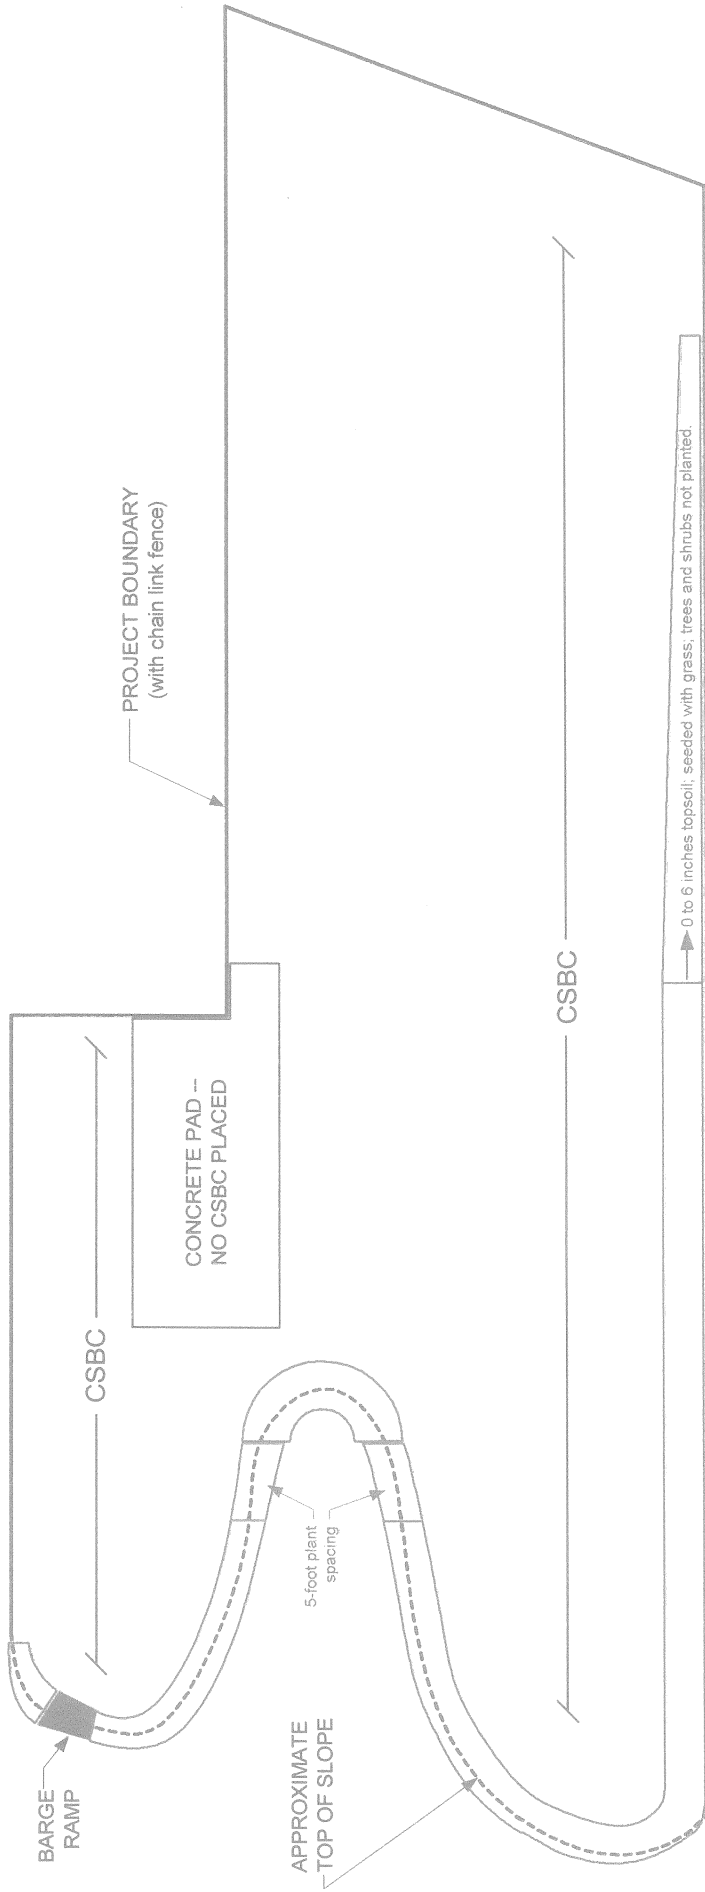 BARGE
RAMP
CSBC
CONCRETE PAD --
NO CSBC PLACED
PROJECT BOUNDARY
(with chain link fence)
5-foot plant
spacing
APPROXIMATE
TOP OF SLOPE
CSBC
0 to 6 inches topsoil; seeded with grass; trees and shrubs not planted.